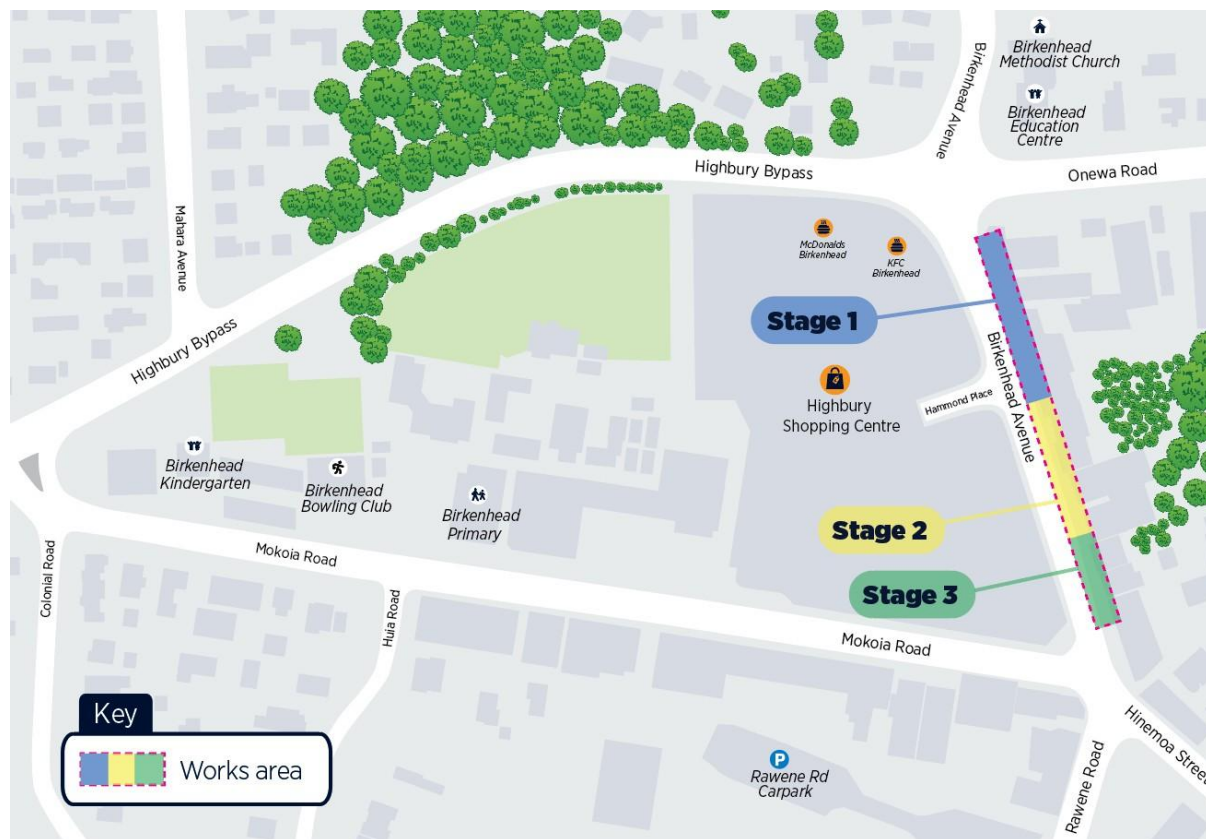 Birkenhead
Methodist Church
Birkenhead
Education
Centre
Birkenhead Avenue
Onewa Road
Highbury Bypass
Mahara Avenue
McDonalds
Birkenhead
KFC
Birkenhead
Stage 1
Birkenhead Avenue
Highbury Bypass
Hammond Place
Highbury
Shopping Centre
Birkenhead
Kindergarten
Birkenhead
Bowling Club
Birkenhead
Primary
Stage 2
Stage 3
Colonial Road
Mokoia Road
Huia Road
Mokoia Road
Hinemoa Street
Rawene Road
P
Rawene Rd
Carpark
Key
Works area